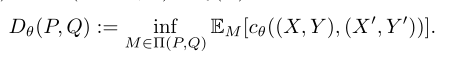 D_θ(P, Q) := inf_{M∈Π(P,Q)} 𝔼_M[c_θ((X, Y), (X′, Y′))].